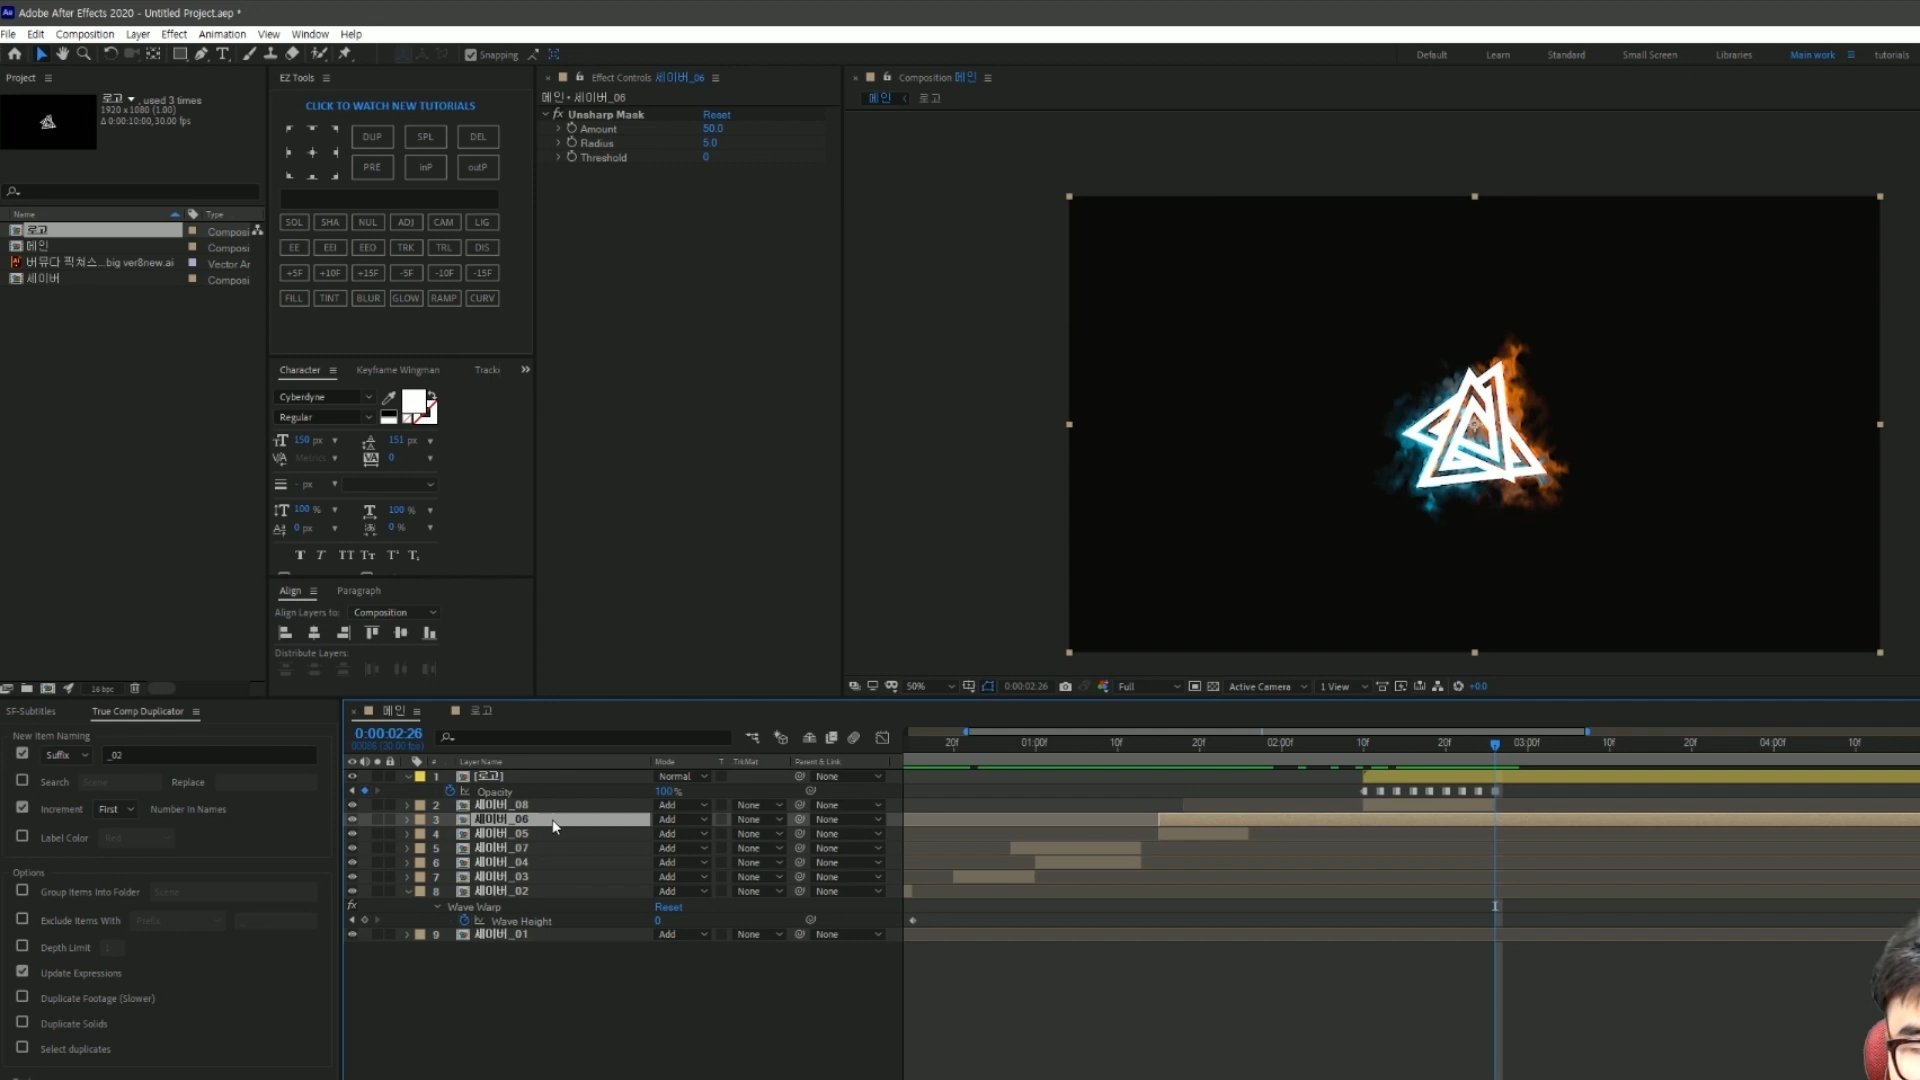 Adobe After Effects 2020 - Untitled Project.aep *
File Edit Composition Layer Effect Animation View Window Help
Snapping
Default Learn Standard Small Screen Libraries Main work tutorials
Project
로고 , used 3 times
1920 x 1080 (1.00)
Δ 0:00:10:00, 30.00 fps
Name Type
로고 Composi
메인 Composi
버뮤다 픽쳐스...big ver8new.ai Vector Ar
세이버 Composi
16 bpc
EZ Tools
CLICK TO WATCH NEW TUTORIALS
DUP SPL DEL
PRE inP outP
SOL SHA NUL ADJ CAM LIG
EE EEI EEO TRK TRL DIS
+5F +10F +15F -5F -10F -15F
FILL TINT BLUR GLOW RAMP CURV
Character Keyframe Wingman Tracki
Cyberdyne
Regular
150 px 151 px
Metrics 0
- px
100 % 100 %
0 px 0 %
Align Paragraph
Align Layers to: Composition
Distribute Layers:
Effect Controls 세이버_06
메인 • 세이버_06
fx Unsharp Mask Reset
Amount 50.0
Radius 5.0
Threshold 0
Composition 메인
메인 로고
50% 0:00:02:26 Full Active Camera 1 View +0.0
SF-Subtitles True Comp Duplicator
New Item Naming
Suffix _02
Search Scene Replace
Increment First Number In Names
Label Color Red
Options
Group Items Into Folder Scene
Exclude Items With Prefix
Depth Limit 1
Update Expressions
Duplicate Footage (Slower)
Duplicate Solids
Select duplicates
메인 로고
0:00:02:26
00086 (30.00 fps)
20f 01:00f 10f 20f 02:00f 10f 20f 03:00f 10f 20f 04:00f 10f
# Layer Name Mode T TrkMat Parent & Link
1 [로고] Normal None
Opacity 100%
2 세이버_08 Add None None
3 세이버_06 Add None None
4 세이버_05 Add None None
5 세이버_07 Add None None
6 세이버_04 Add None None
7 세이버_03 Add None None
8 세이버_02 Add None None
fx Wave Warp Reset
Wave Height 0
9 세이버_01 Add None None